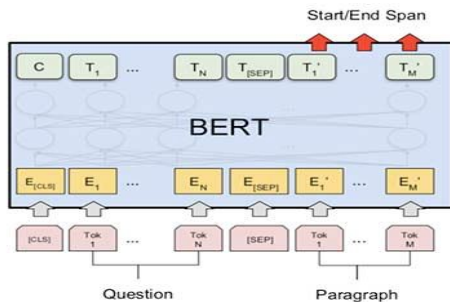 Start/End Span
C T1 ... TN T[SEP] T1' ... TM'
BERT
E[CLS] E1 ... EN E[SEP] E1' ... EM'
[CLS] Tok 1 ... Tok N [SEP] Tok 1 ... Tok M
Question Paragraph